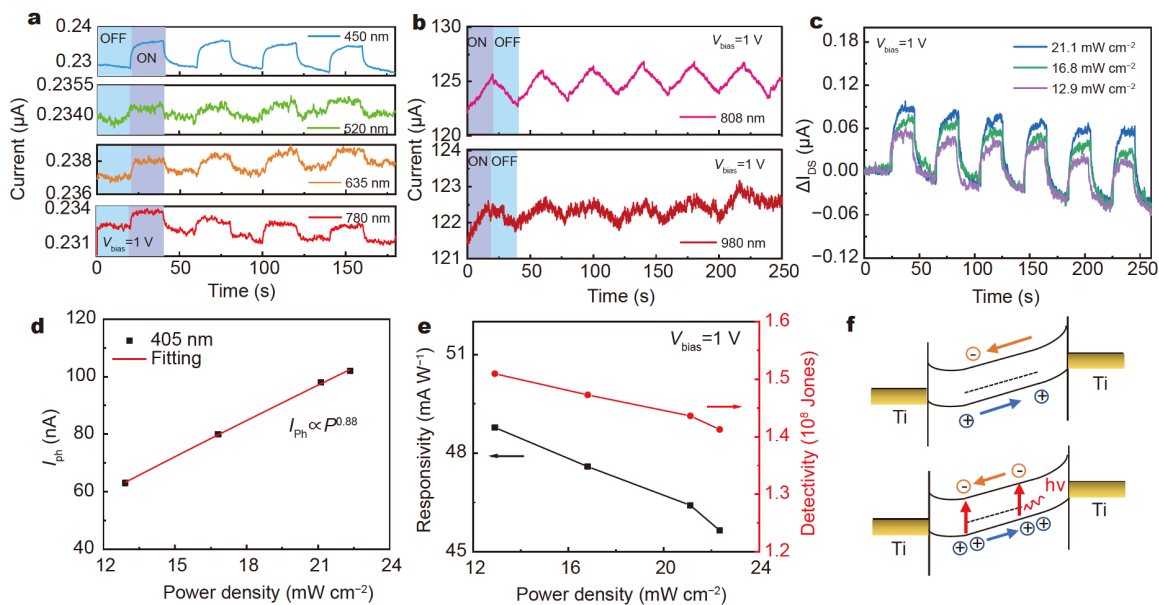 a
OFF
ON
0.24
0.23
450 nm
0.2355
0.2340
520 nm
0.238
0.236
635 nm
0.234
0.231
780 nm
V_bias=1 V
Current (μA)
0
50
100
150
Time (s)
b
ON
OFF
V_bias=1 V
130
125
120
808 nm
124
123
122
121
ON
OFF
V_bias=1 V
980 nm
Current (μA)
0
50
100
150
200
250
Time (s)
c
V_bias=1 V
21.1 mW cm⁻²
16.8 mW cm⁻²
12.9 mW cm⁻²
0.12
0.06
0.00
−0.06
−0.12
ΔI_DS (μA)
0
50
100
150
200
250
Time (s)
d
405 nm
Fitting
I_Ph∝P^0.88
120
100
80
60
40
I_ph (nA)
12
15
18
21
24
Power density (mW cm⁻²)
e
V_bias=1 V
51
48
45
Responsivity (mA W⁻¹)
1.6
1.5
1.4
1.3
1.2
Detectivity (10⁸ Jones)
12
14
16
18
20
22
24
Power density (mW cm⁻²)
f
Ti
Ti
hν
Ti
Ti